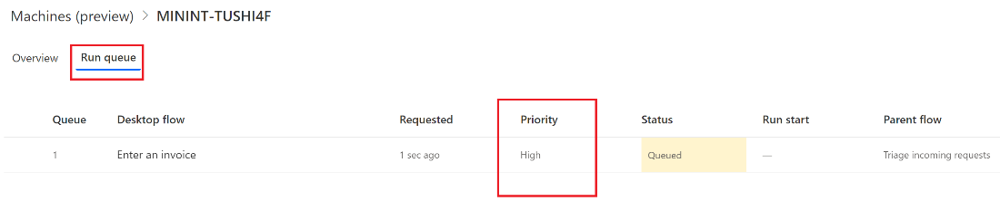 Machines (preview) > MININT-TUSHI4F
Overview Run queue
Queue Desktop flow Requested Priority Status Run start Parent flow
1 Enter an invoice 1 sec ago High Queued — Triage incoming requests